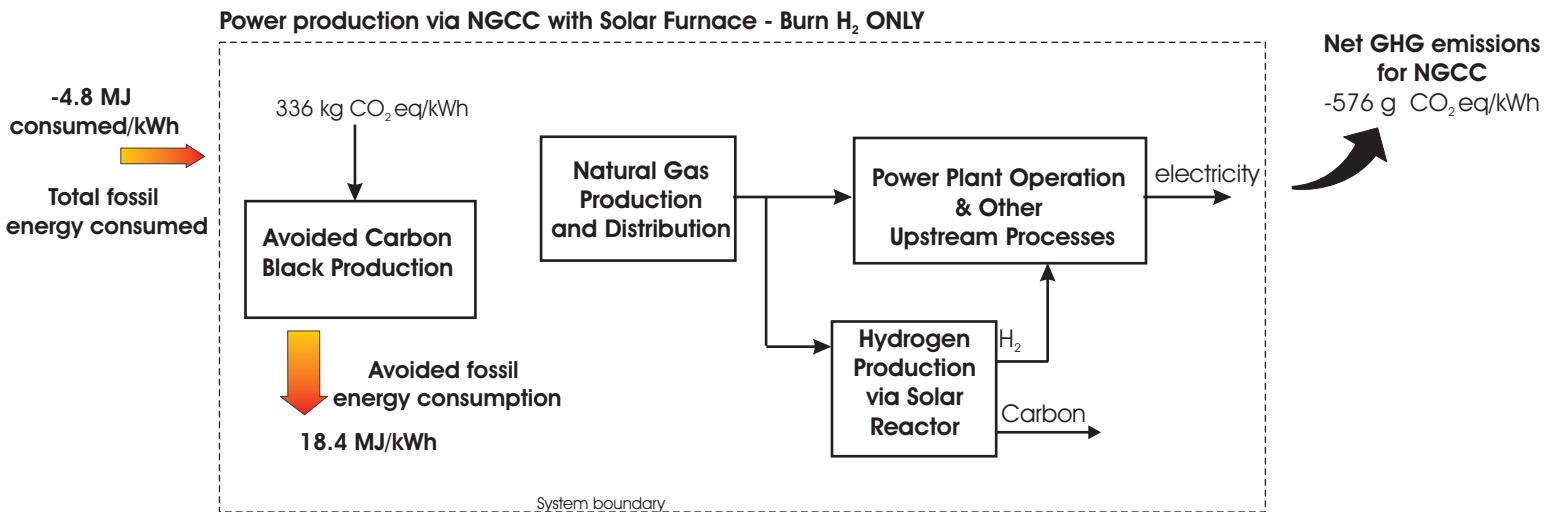 Power production via NGCC with Solar Furnace - Burn H₂ ONLY
Net GHG emissions
for NGCC
-576 g CO₂ eq/kWh
-4.8 MJ
consumed/kWh
Total fossil
energy consumed
336 kg CO₂ eq/kWh
Avoided Carbon
Black Production
Avoided fossil
energy consumption
18.4 MJ/kWh
Natural Gas
Production
and Distribution
Power Plant Operation
& Other
Upstream Processes
electricity
Hydrogen
Production
via Solar
Reactor
H₂
Carbon
System boundary